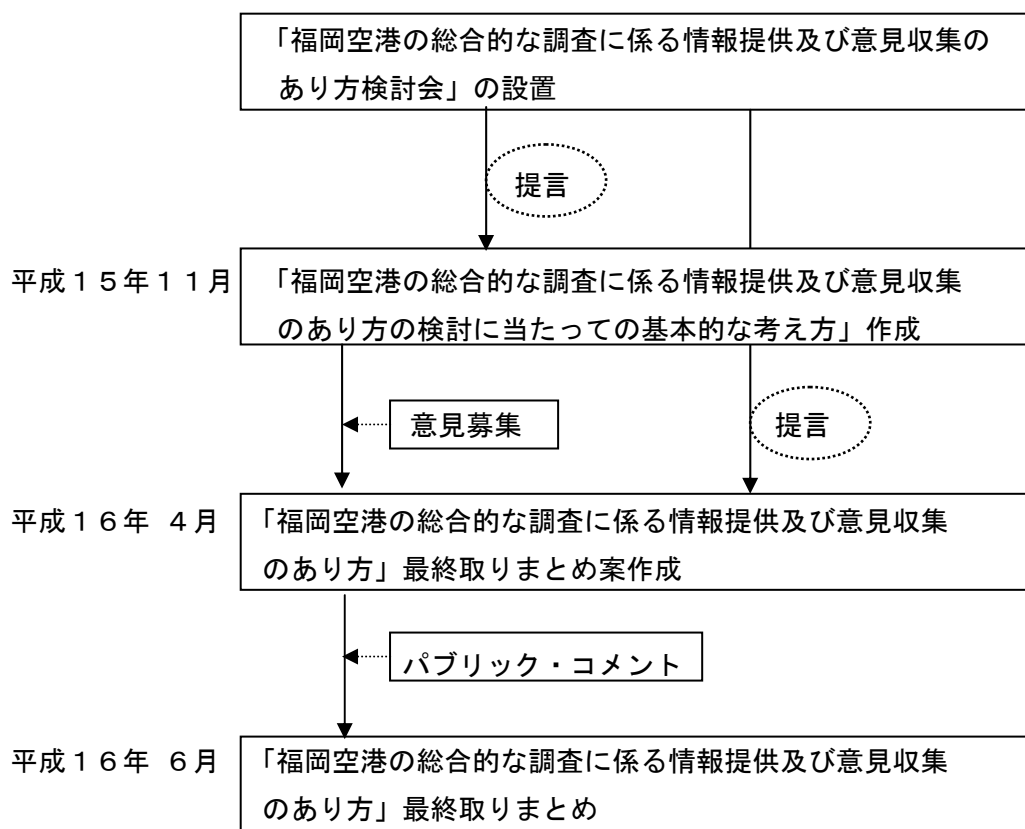 「福岡空港の総合的な調査に係る情報提供及び意見収集の
あり方検討会」の設置
提言
平成１５年１１月
「福岡空港の総合的な調査に係る情報提供及び意見収集
のあり方の検討に当たっての基本的な考え方」作成
意見募集
提言
平成１６年 ４月
「福岡空港の総合的な調査に係る情報提供及び意見収集
のあり方」最終取りまとめ案作成
パブリック・コメント
平成１６年 ６月
「福岡空港の総合的な調査に係る情報提供及び意見収集
のあり方」最終取りまとめ